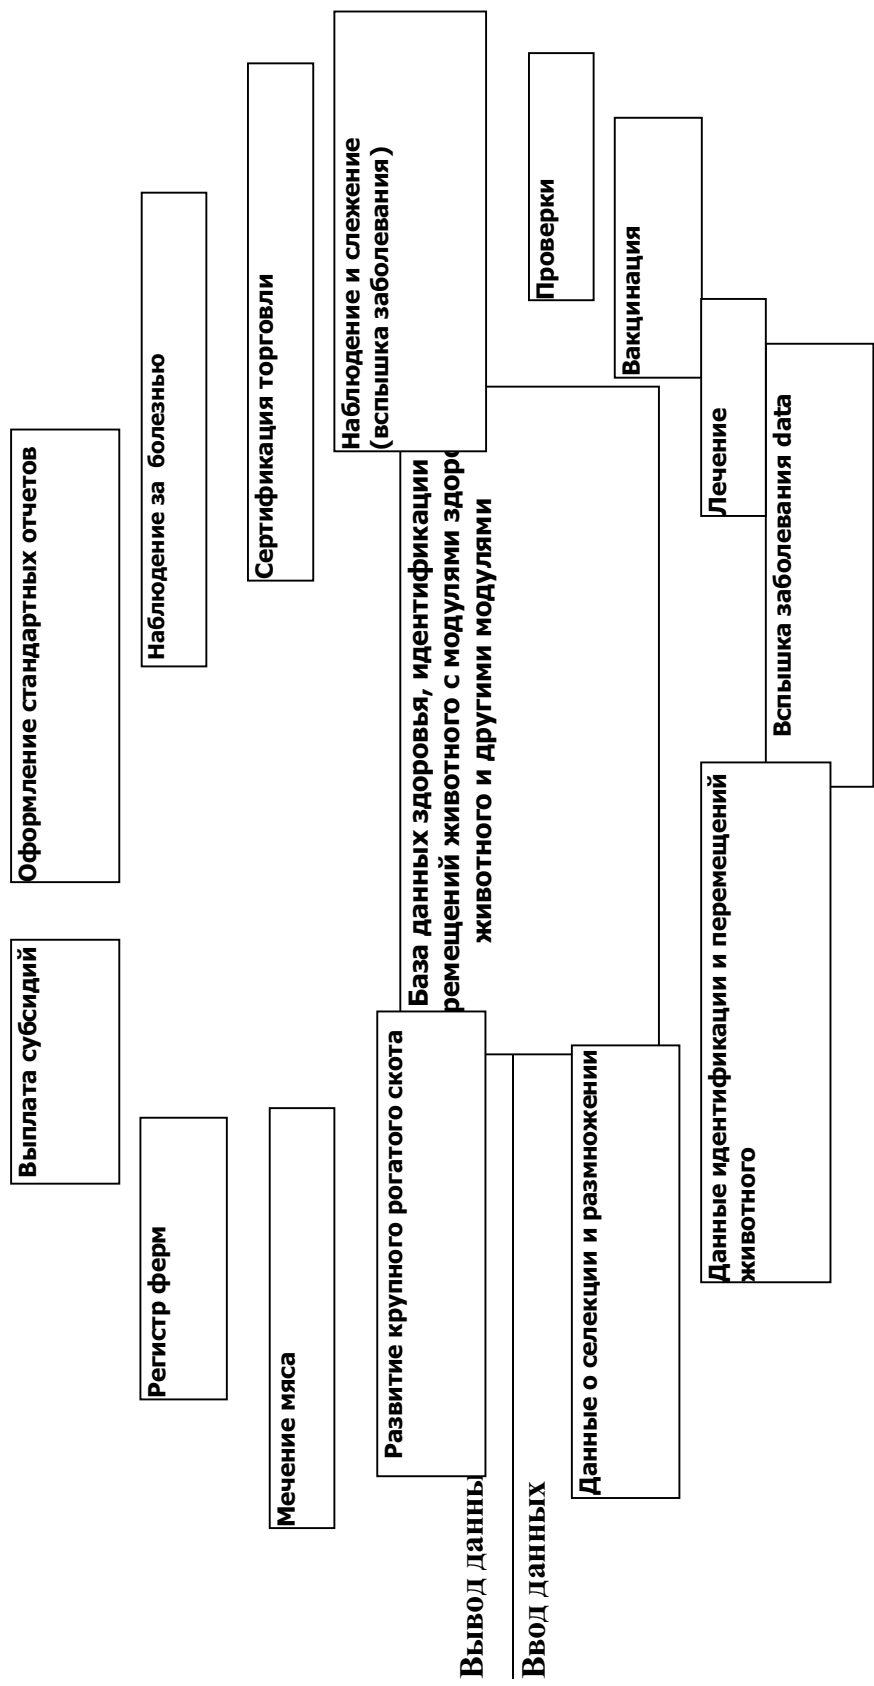 Выплата субсидий
Оформление стандартных отчетов
Регистр ферм
Наблюдение за болезнью
Мечение мяса
Сертификация торговли
Развитие крупного рогатого скота
Наблюдение и слежение
(вспышка заболевания)
База данных здоровья, идентификации
ремещений животного с модулями здоро
животного и другими модулями
Вывод данны
Ввод данных
Проверки
Данные о селекции и размножении
Вакцинация
Данные идентификации и перемещений
животного
Лечение
Вспышка заболевания data